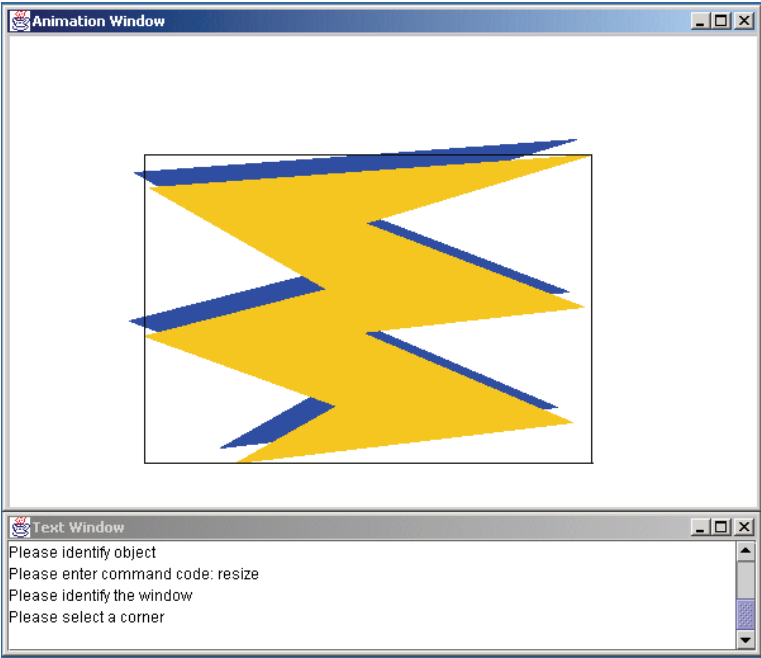 Animation Window
Text Window
Please identify object
Please enter command code: resize
Please identify the window
Please select a corner